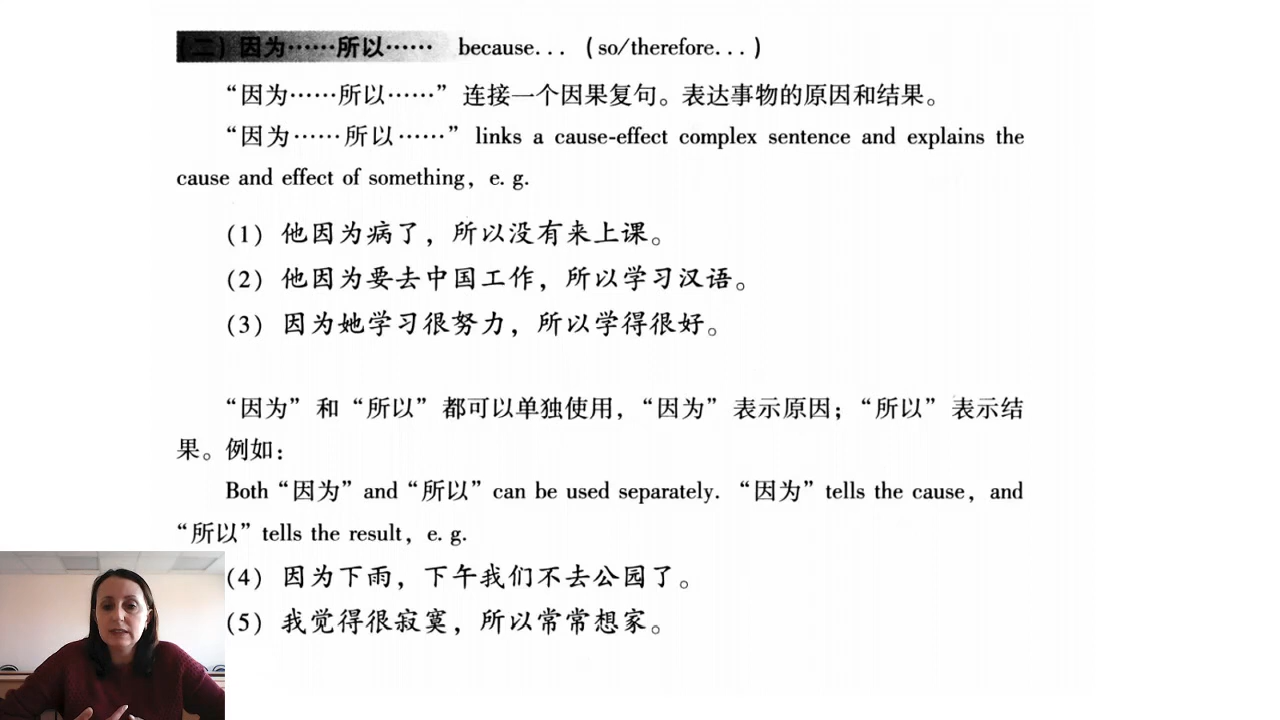 (二) 因为……所以…… because... (so/therefore...)
“因为……所以……” 连接一个因果复句。表达事物的原因和结果。
“因为……所以……” links a cause-effect complex sentence and explains the
cause and effect of something, e. g.
(1) 他因为病了，所以没有来上课。
(2) 他因为要去中国工作，所以学习汉语。
(3) 因为她学习很努力，所以学得很好。
“因为” 和 “所以” 都可以单独使用，“因为” 表示原因；“所以” 表示结
果。例如：
Both “因为” and “所以” can be used separately. “因为” tells the cause, and
“所以” tells the result, e. g.
(4) 因为下雨，下午我们不去公园了。
(5) 我觉得很寂寞，所以常常想家。